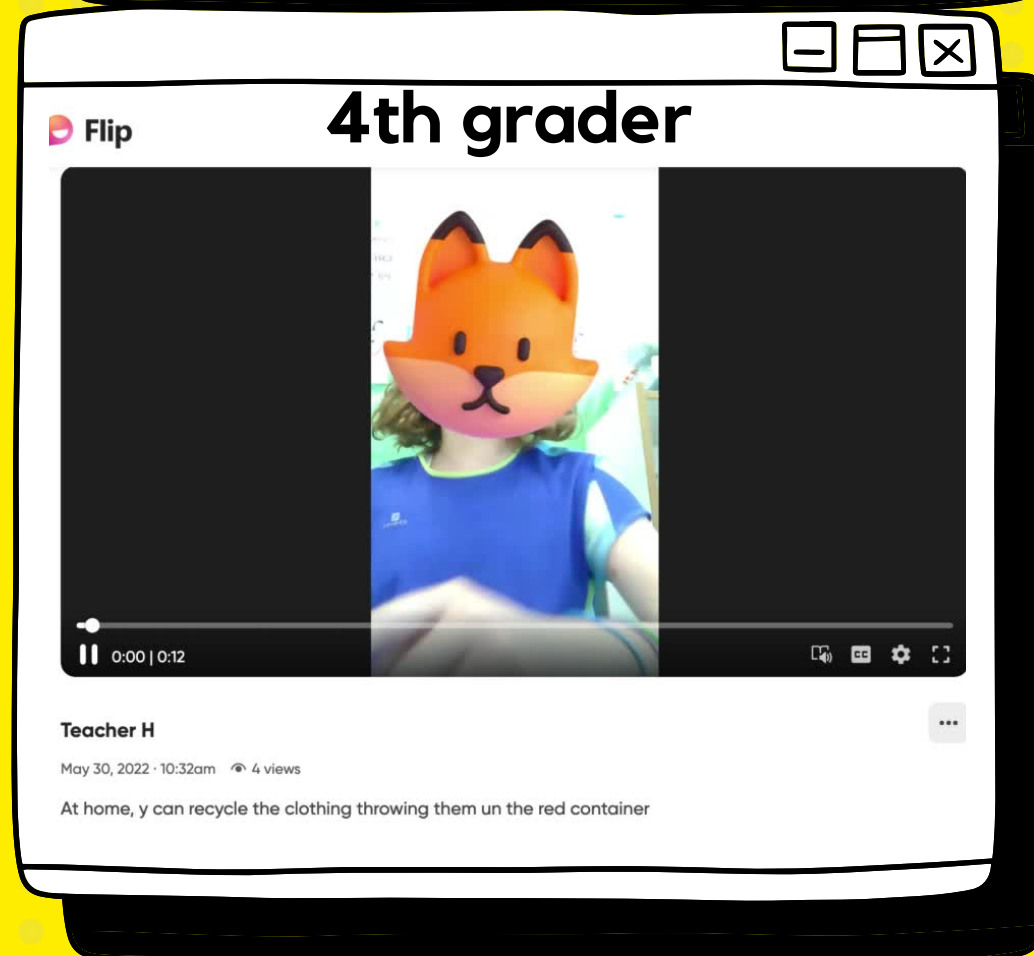 4th grader
Flip
0:00 | 0:12
CC
Teacher H
May 30, 2022 · 10:32am 4 views
At home, y can recycle the clothing throwing them un the red container